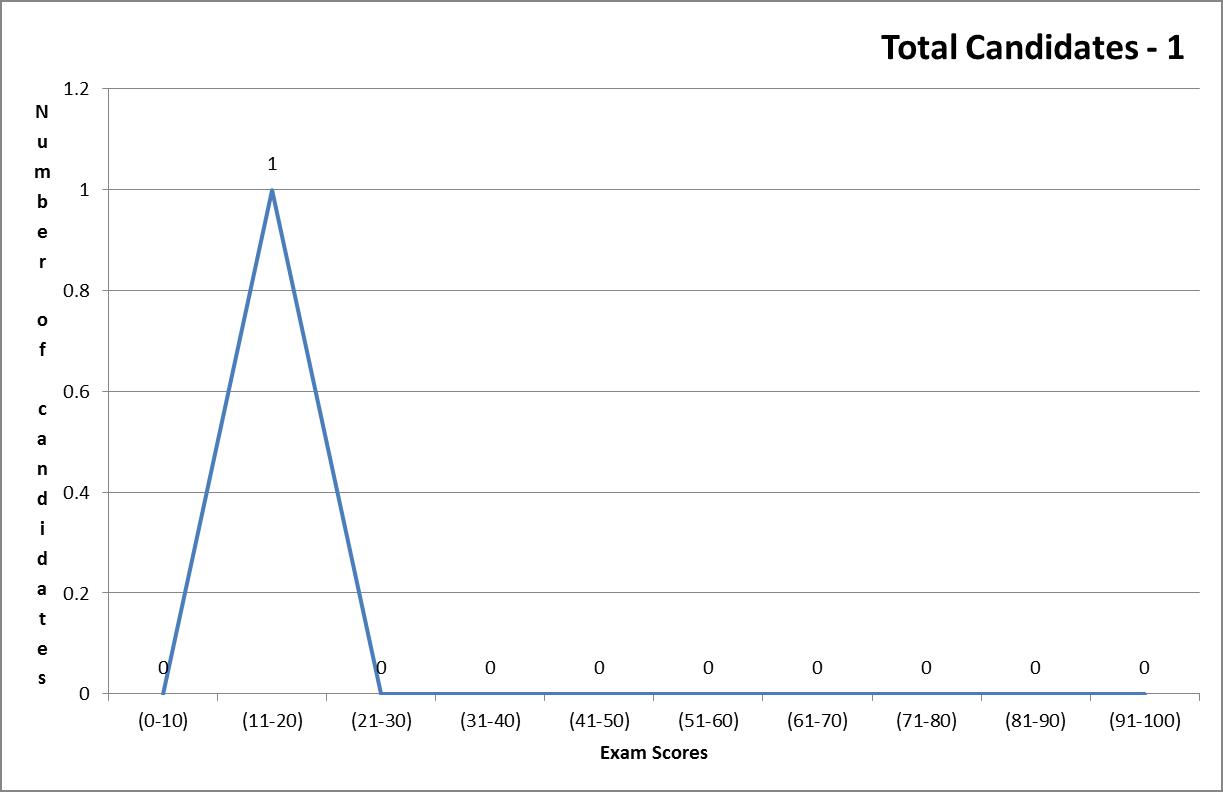 Total Candidates - 1
Number of candidates
1.2
1
0.8
0.6
0.4
0.2
0
1
0 0 0 0 0 0 0 0 0
(0-10) (11-20) (21-30) (31-40) (41-50) (51-60) (61-70) (71-80) (81-90) (91-100)
Exam Scores